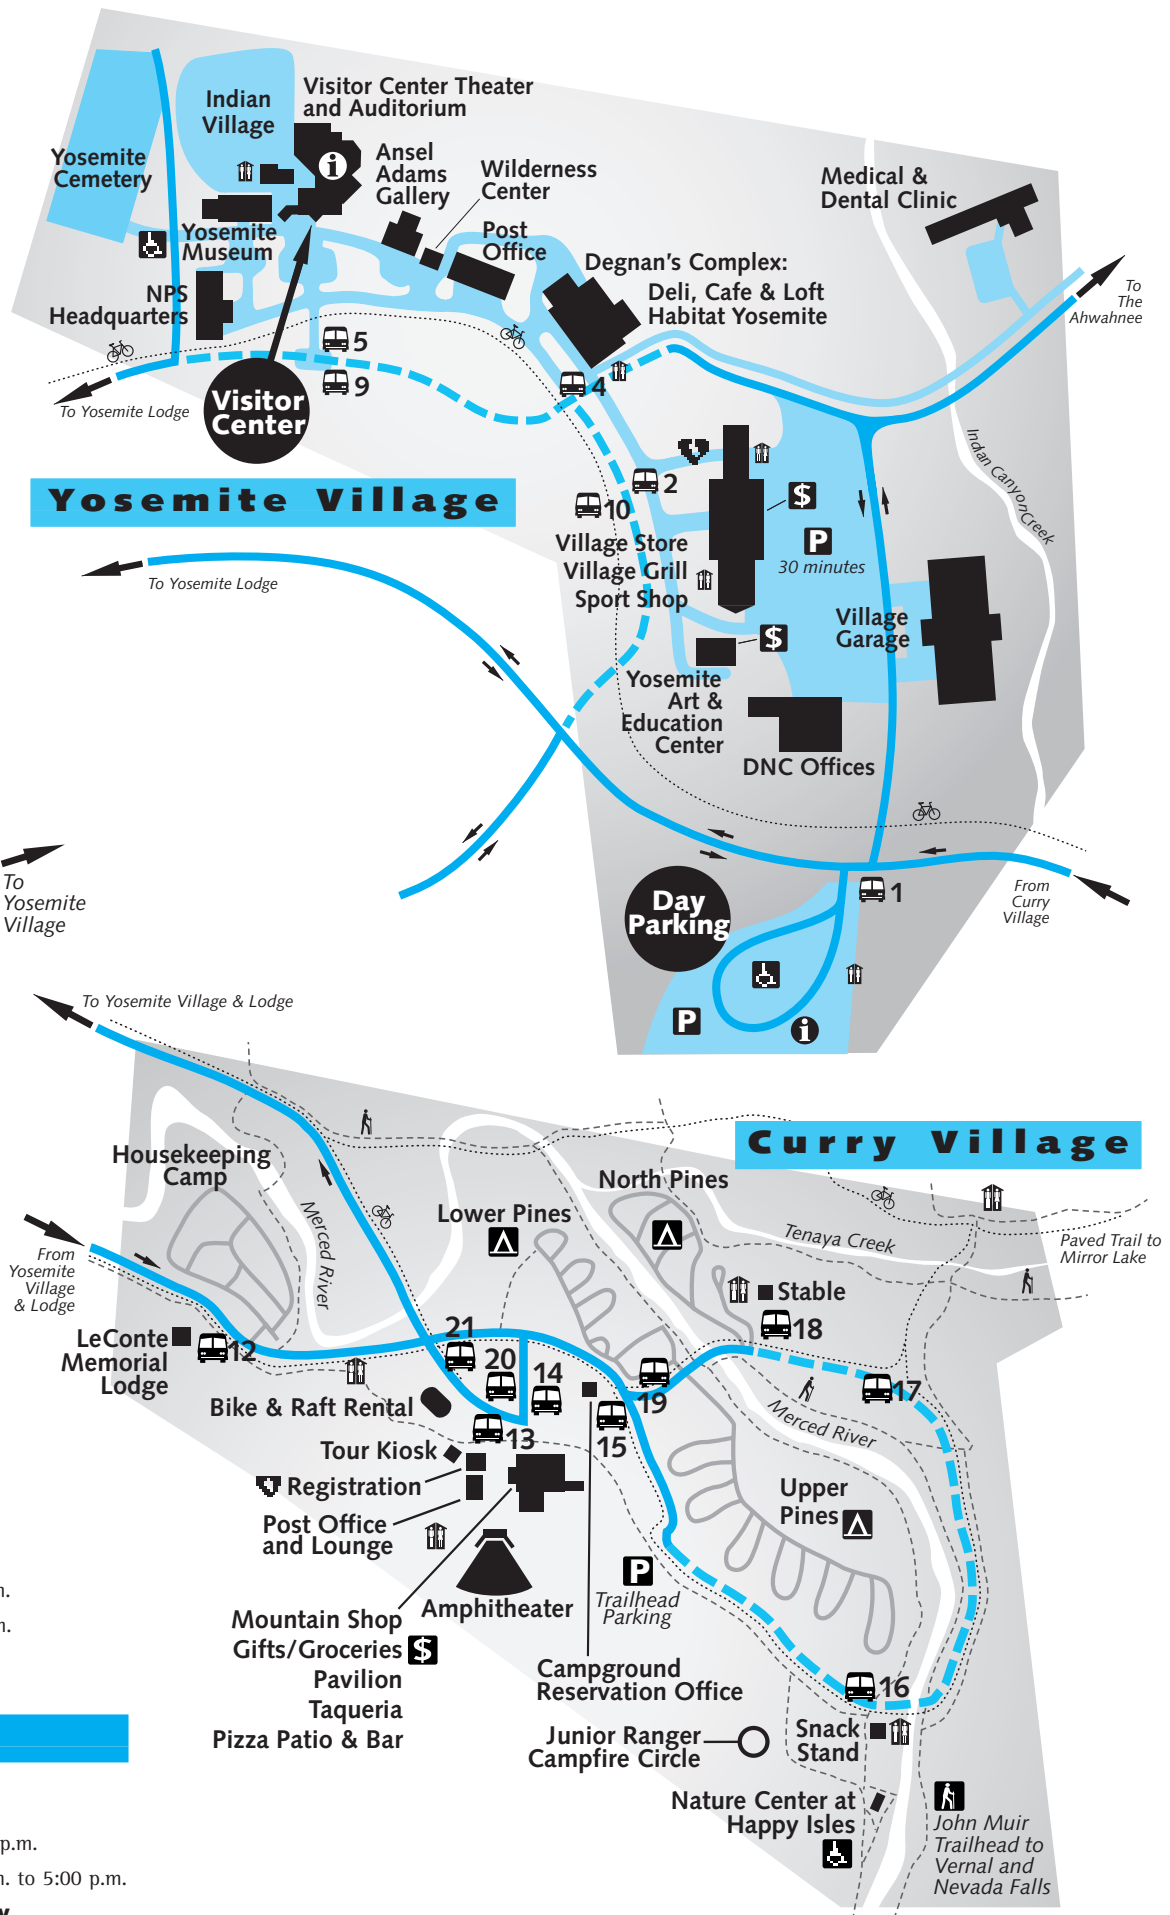 Indian
Village
Visitor Center Theater
and Auditorium
Yosemite
Cemetery
Ansel
Adams
Gallery
Wilderness
Center
Medical &
Dental Clinic
Yosemite
Museum
Post
Office
Degnan's Complex:
Deli, Cafe & Loft
Habitat Yosemite
NPS
Headquarters
To
The
Ahwahnee
5
9
4
To Yosemite Lodge
Visitor
Center
Indian Canyon Creek
Yosemite Village
2
10
$
P
30 minutes
Village Store
Village Grill
Sport Shop
To Yosemite Lodge
Village
Garage
$
Yosemite
Art &
Education
Center
DNC Offices
To
Yosemite
Village
Day
Parking
1
From
Curry
Village
P
i
To Yosemite Village & Lodge
Curry Village
Housekeeping
Camp
North Pines
Lower Pines
Merced River
Tenaya Creek
Paved Trail to
Mirror Lake
From
Yosemite
Village
& Lodge
Stable
18
LeConte
Memorial
Lodge
12
21
20
14
19
17
Bike & Raft Rental
13
15
Merced River
Tour Kiosk
Registration
Post Office
and Lounge
Upper
Pines
P
Trailhead
Parking
Amphitheater
Mountain Shop
Gifts/Groceries $
Pavilion
Taqueria
Pizza Patio & Bar
Campground
Reservation Office
16
Junior Ranger
Campfire Circle
Snack
Stand
Nature Center at
Happy Isles
John Muir
Trailhead to
Vernal and
Nevada Falls
p.m.
m. to 5:00 p.m.